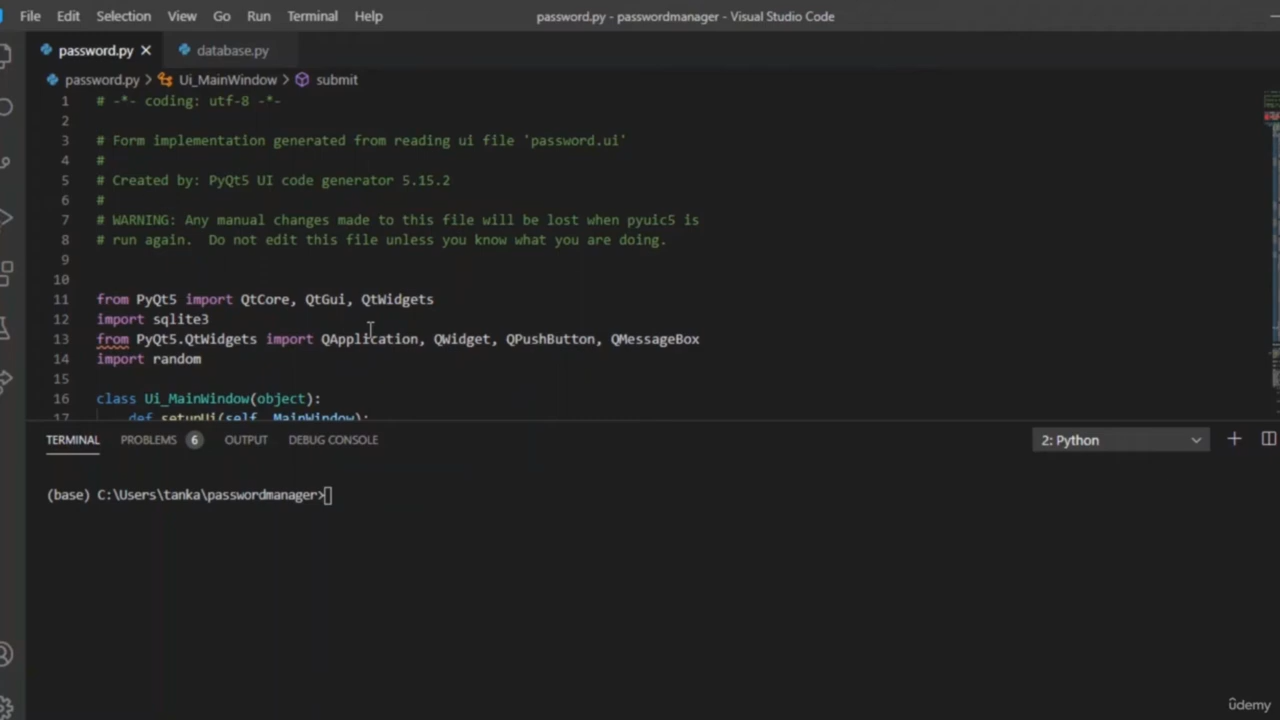 File Edit Selection View Go Run Terminal Help password.py - passwordmanager - Visual Studio Code
password.py database.py
password.py > Ui_MainWindow > submit
1 # -*- coding: utf-8 -*-
2
3 # Form implementation generated from reading ui file 'password.ui'
4 #
5 # Created by: PyQt5 UI code generator 5.15.2
6 #
7 # WARNING: Any manual changes made to this file will be lost when pyuic5 is
8 # run again.  Do not edit this file unless you know what you are doing.
9
10
11 from PyQt5 import QtCore, QtGui, QtWidgets
12 import sqlite3
13 from PyQt5.QtWidgets import QApplication, QWidget, QPushButton, QMessageBox
14 import random
15
16 class Ui_MainWindow(object):
17 def setupUi(self, MainWindow):
TERMINAL PROBLEMS 6 OUTPUT DEBUG CONSOLE 2: Python
(base) C:\Users\tanka\passwordmanager>
ûdemy